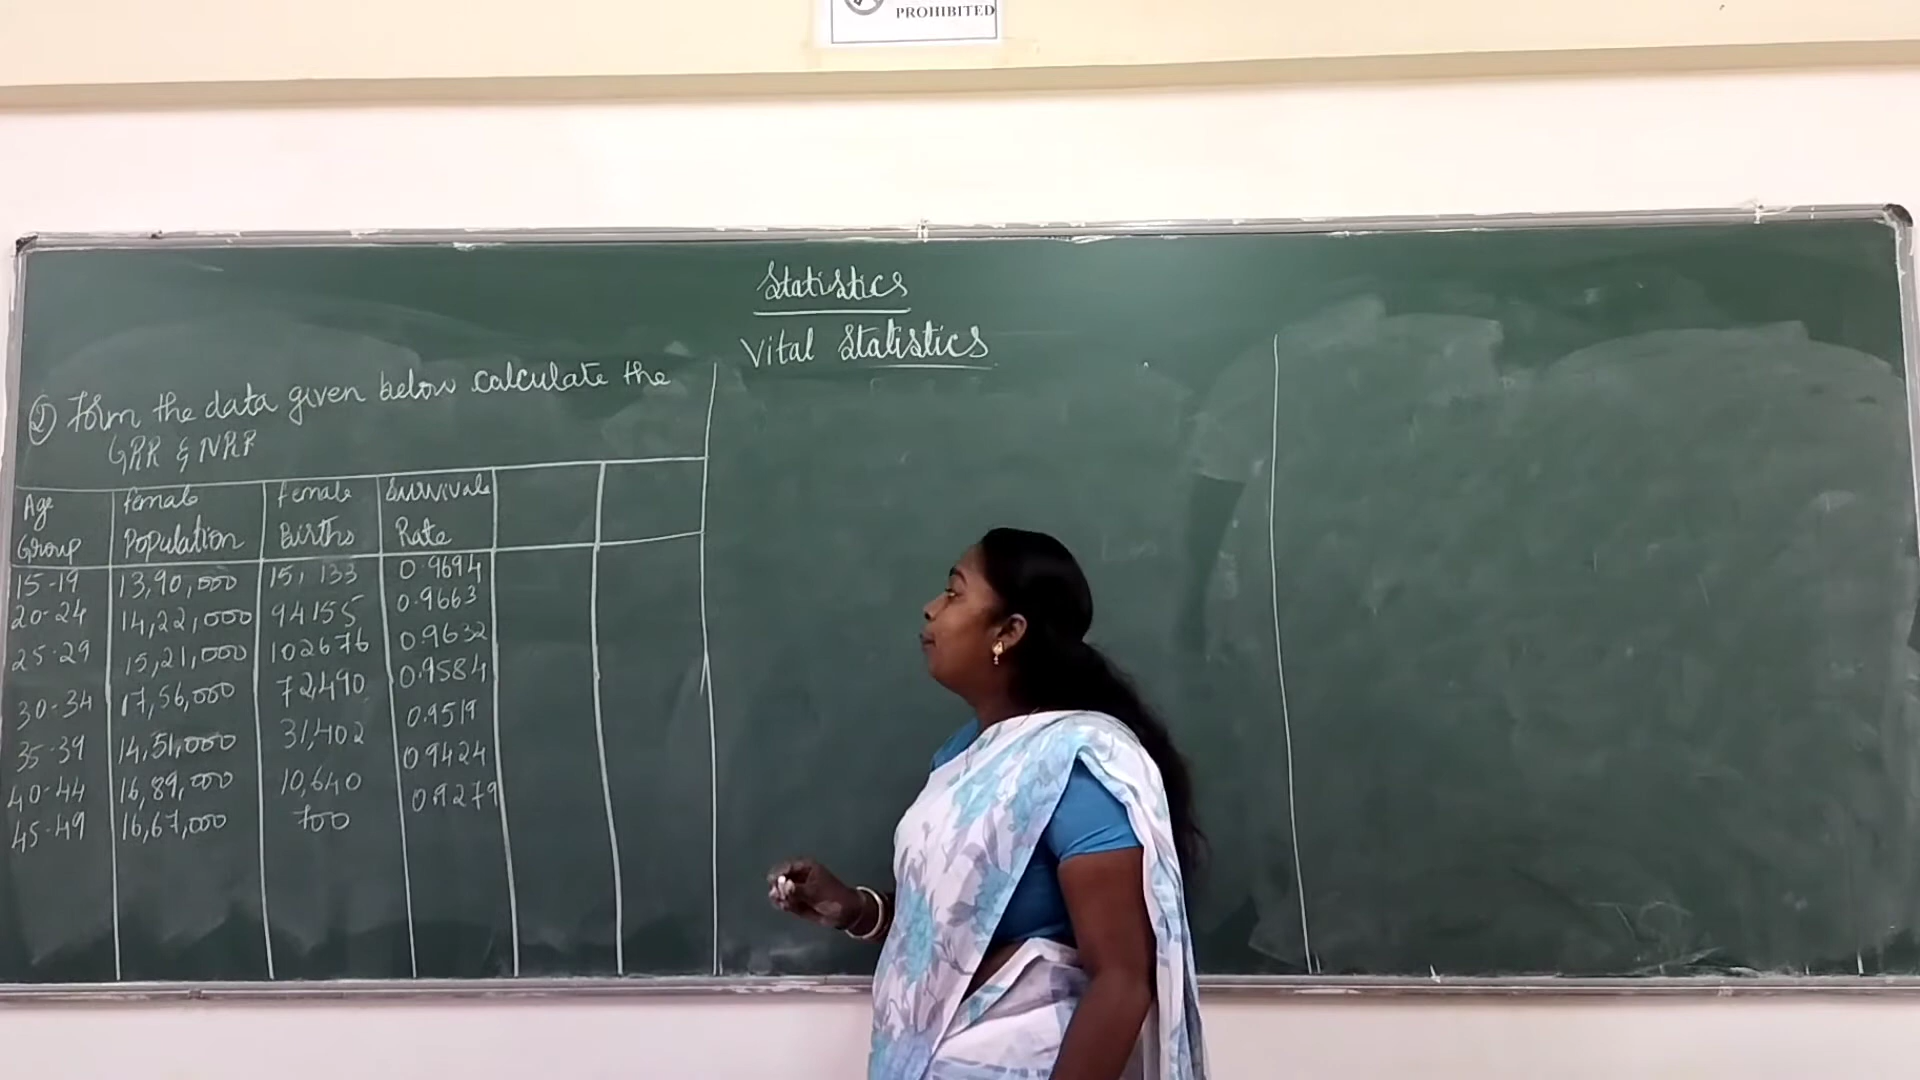 PROHIBITED
Statistics
Vital Statistics
② Form the data given below calculate the
GRR & NRR
Age Group | Female Population | Female Births | Survivals Rate
15-19 | 13,90,000 | 15,133 | 0.9694
20-24 | 14,22,000 | 94155 | 0.9663
25-29 | 15,21,000 | 102676 | 0.9632
30-34 | 17,56,000 | 72,490 | 0.9584
35-39 | 14,51,000 | 31,402 | 0.9519
40-44 | 16,89,000 | 10,640 | 0.9424
45-49 | 16,67,000 | 700 | 0.9279